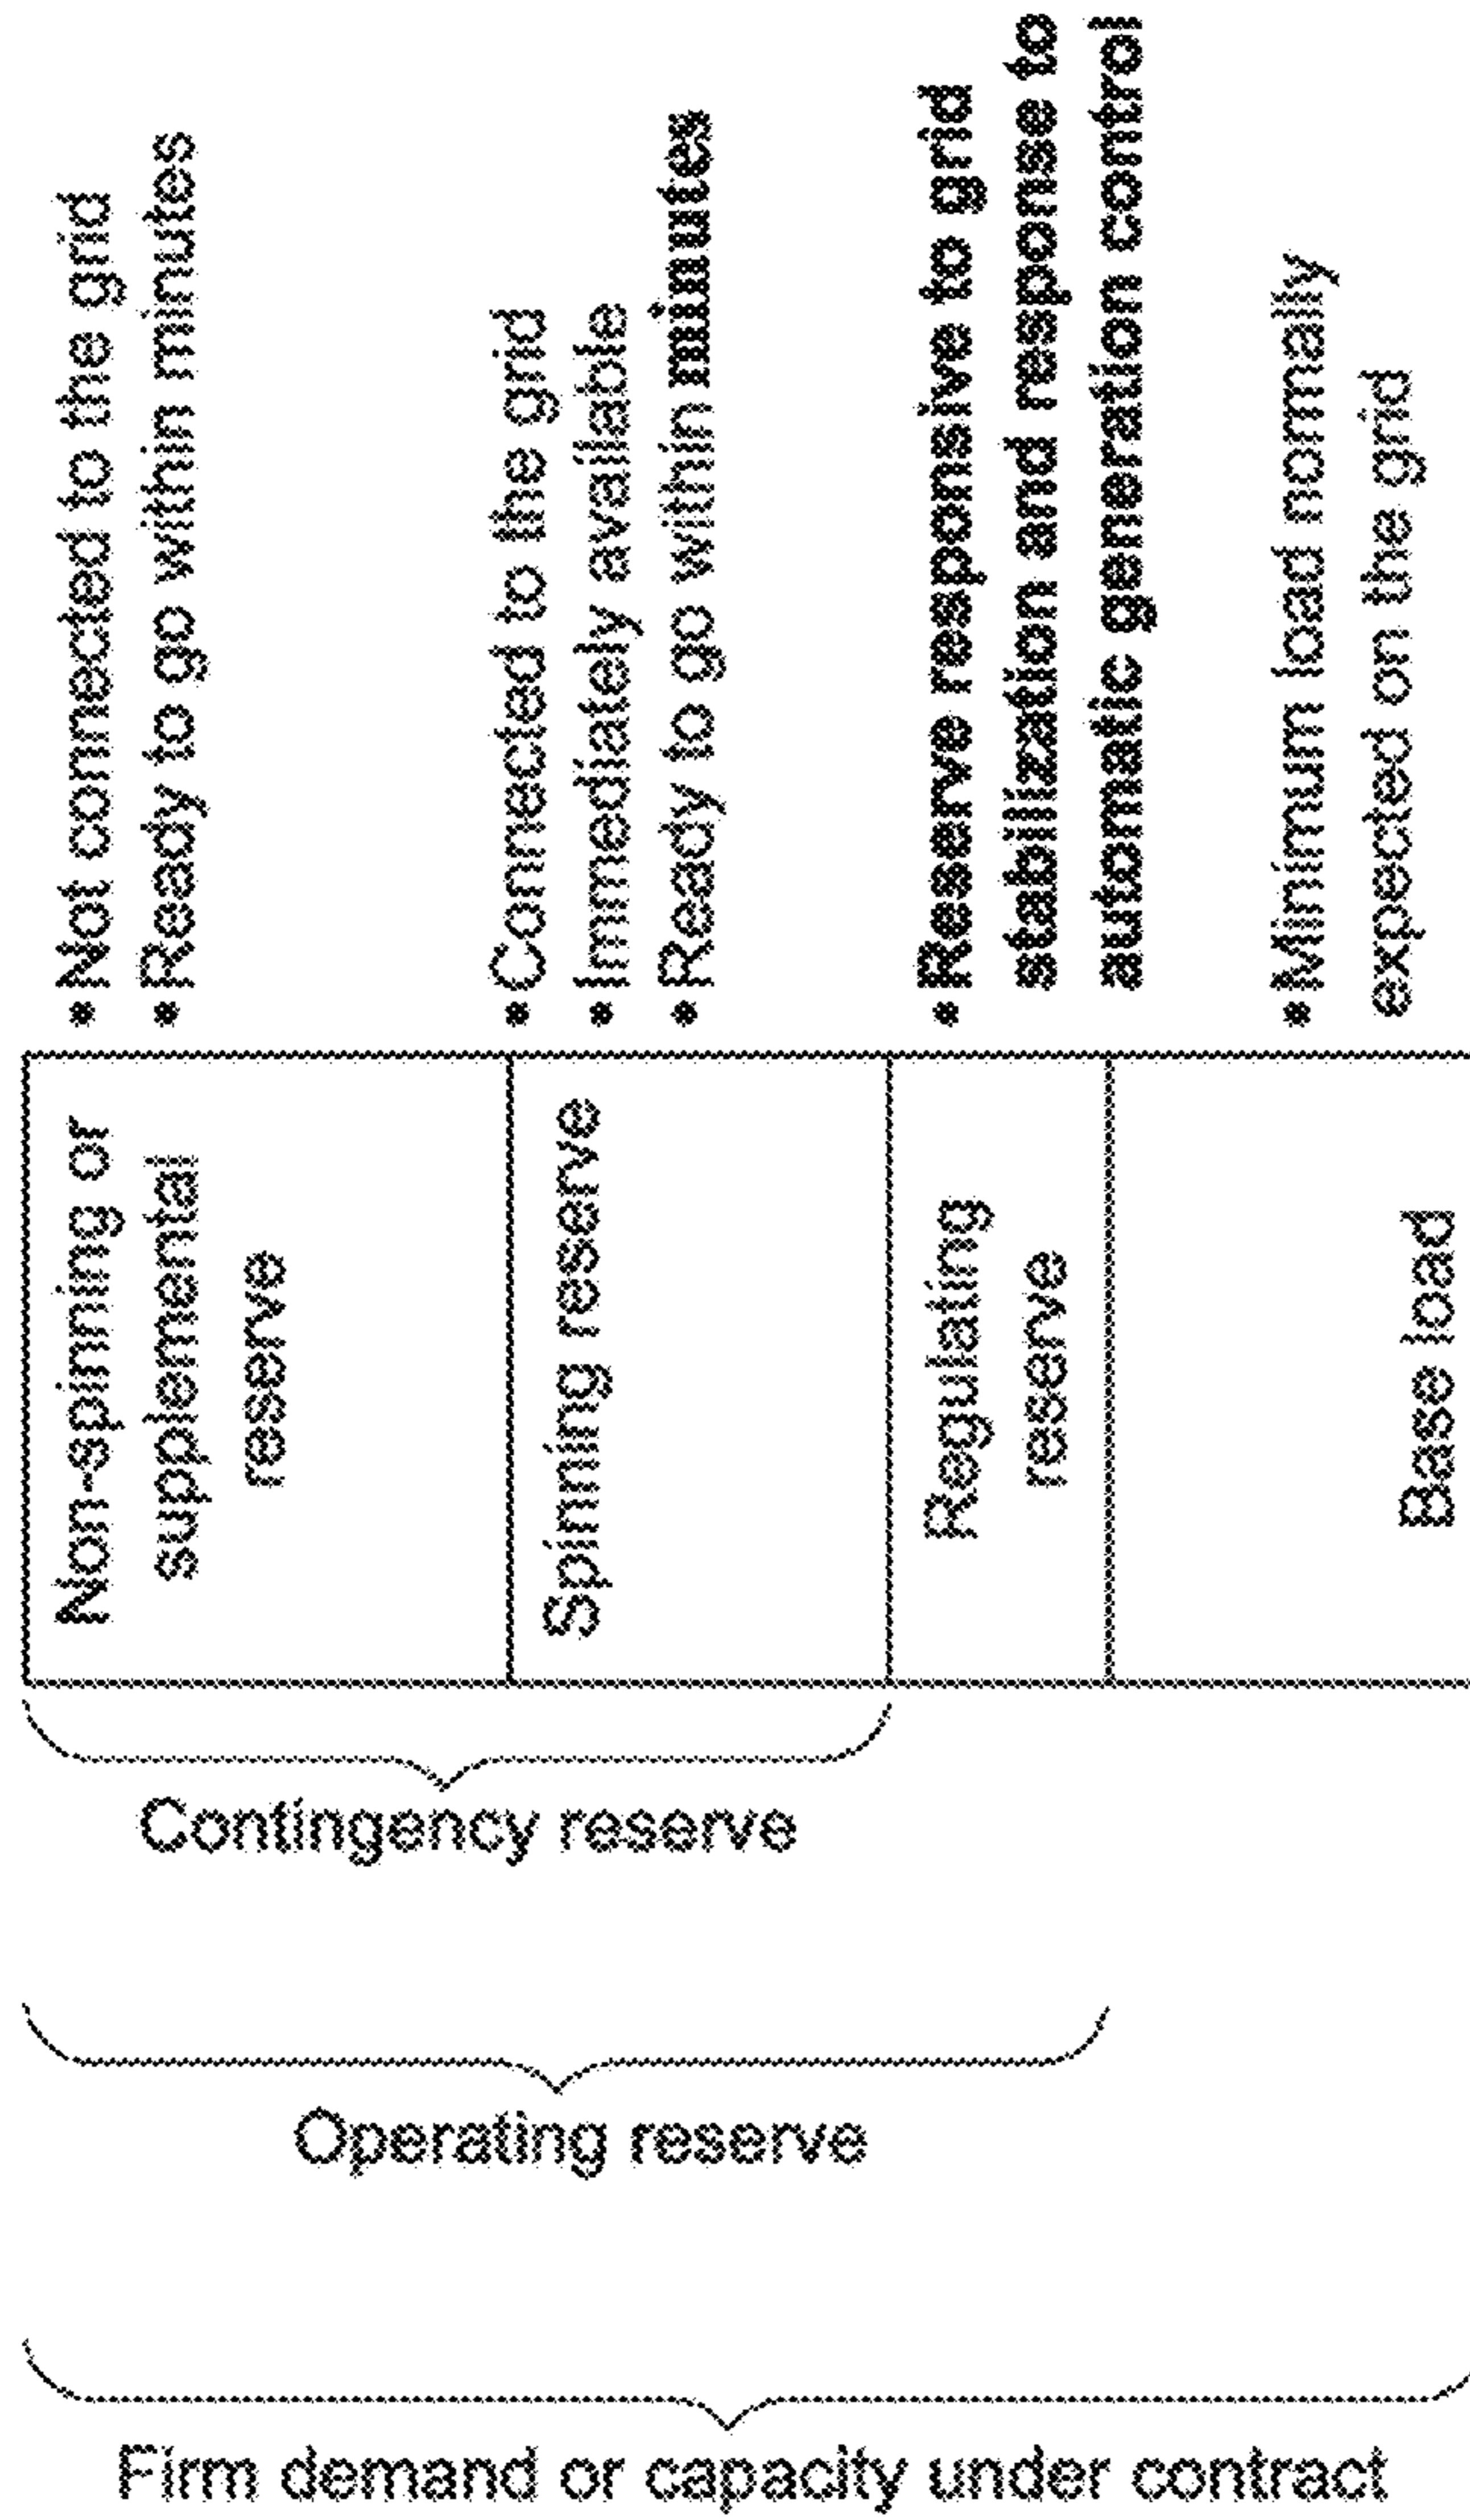 Non-spinning or
supplemental
reserve
• Not connected to the grid
• Ready to go within minutes
Spinning reserve
• Connected to the grid
• Immediately available
• Ready to go within minutes
Regulating
reserve
• Reserve responsive to grid
stabilization and response to
automatic generation control
Base load
• Minimum load normally
expected on the grid
Contingency reserve
Operating reserve
Firm demand or capacity under contract